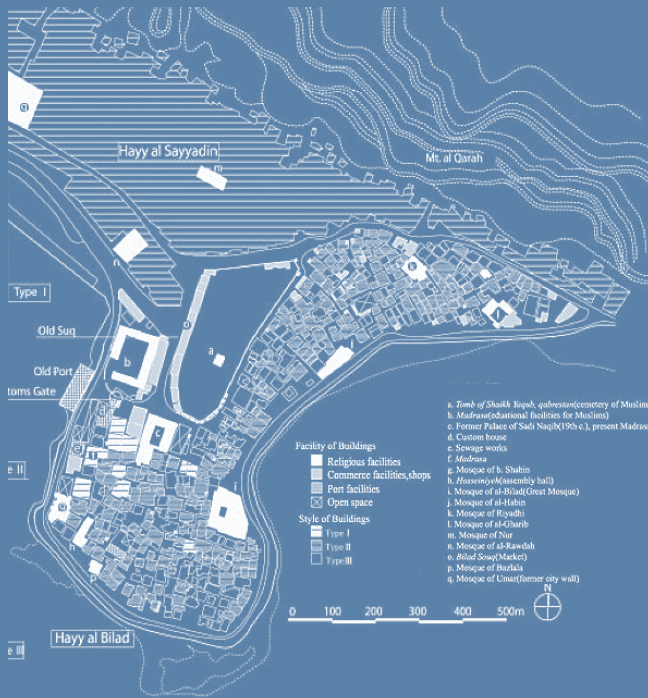 Hayy al Sayyadin
m
Mt. al Qarah
n
k
Type I
l
o
Old Suq
a
b
j
Old Port
toms Gate
d
c
e
f
i
e II
g
h
p
Hayy al Bilad
e III
Facility of Buildings
Religious facilities
Commerce facilities,shops
Port facilities
Open space
Style of Buildings
Type I
Type II
Type III
a. Tomb of Shaikh Yaqub, qabrestan(cemetery of Muslim
b. Madrasa(eduational facilities for Muslims)
c. Former Palace of Sadi Naqib(19th c.), present Madrasa
d. Custom house
e. Sewage works
f. Madrasa
g. Mosque of b. Shahin
h. Hosseiniyeh(assembly hall)
i. Mosque of al-Bilad(Great Mosque)
j. Mosque of al-Habin
k. Mosque of Riyadhi
l. Mosque of al-Gharib
m. Mosque of Nur
n. Mosque of al-Rawdah
o. Bilad Souq(Market)
p. Mosque of Bazlala
q. Mosque of Umar(former city wall)
N
0 100 200 300 400 500m